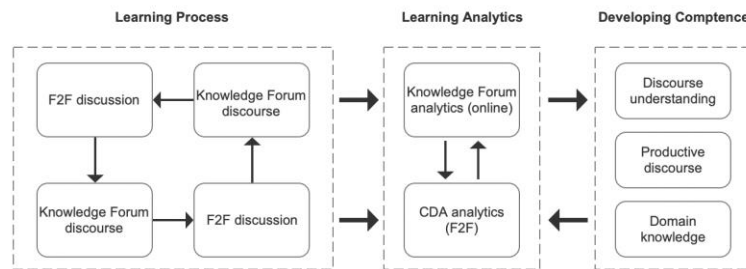 Learning Process
Learning Analytics
Developing Comptence
F2F discussion
Knowledge Forum
discourse
Knowledge Forum
discourse
F2F discussion
Knowledge Forum
analytics (online)
CDA analytics
(F2F)
Discourse
understanding
Productive
discourse
Domain
knowledge